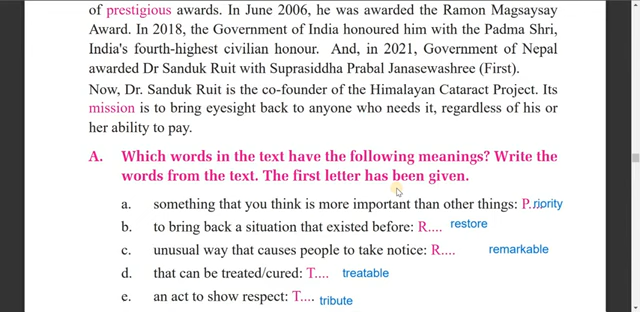 of prestigious awards. In June 2006, he was awarded the Ramon Magsaysay
Award. In 2018, the Government of India honoured him with the Padma Shri,
India's fourth-highest civilian honour. And, in 2021, Government of Nepal
awarded Dr Sanduk Ruit with Suprasiddha Prabal Janasewashree (First).
Now, Dr. Sanduk Ruit is the co-founder of the Himalayan Cataract Project. Its
mission is to bring eyesight back to anyone who needs it, regardless of his or
her ability to pay.
A. Which words in the text have the following meanings? Write the
words from the text. The first letter has been given.
a. something that you think is more important than other things: P....riority
b. to bring back a situation that existed before: R.... restore
c. unusual way that causes people to take notice: R.... remarkable
d. that can be treated/cured: T.... treatable
e. an act to show respect: T.... tribute